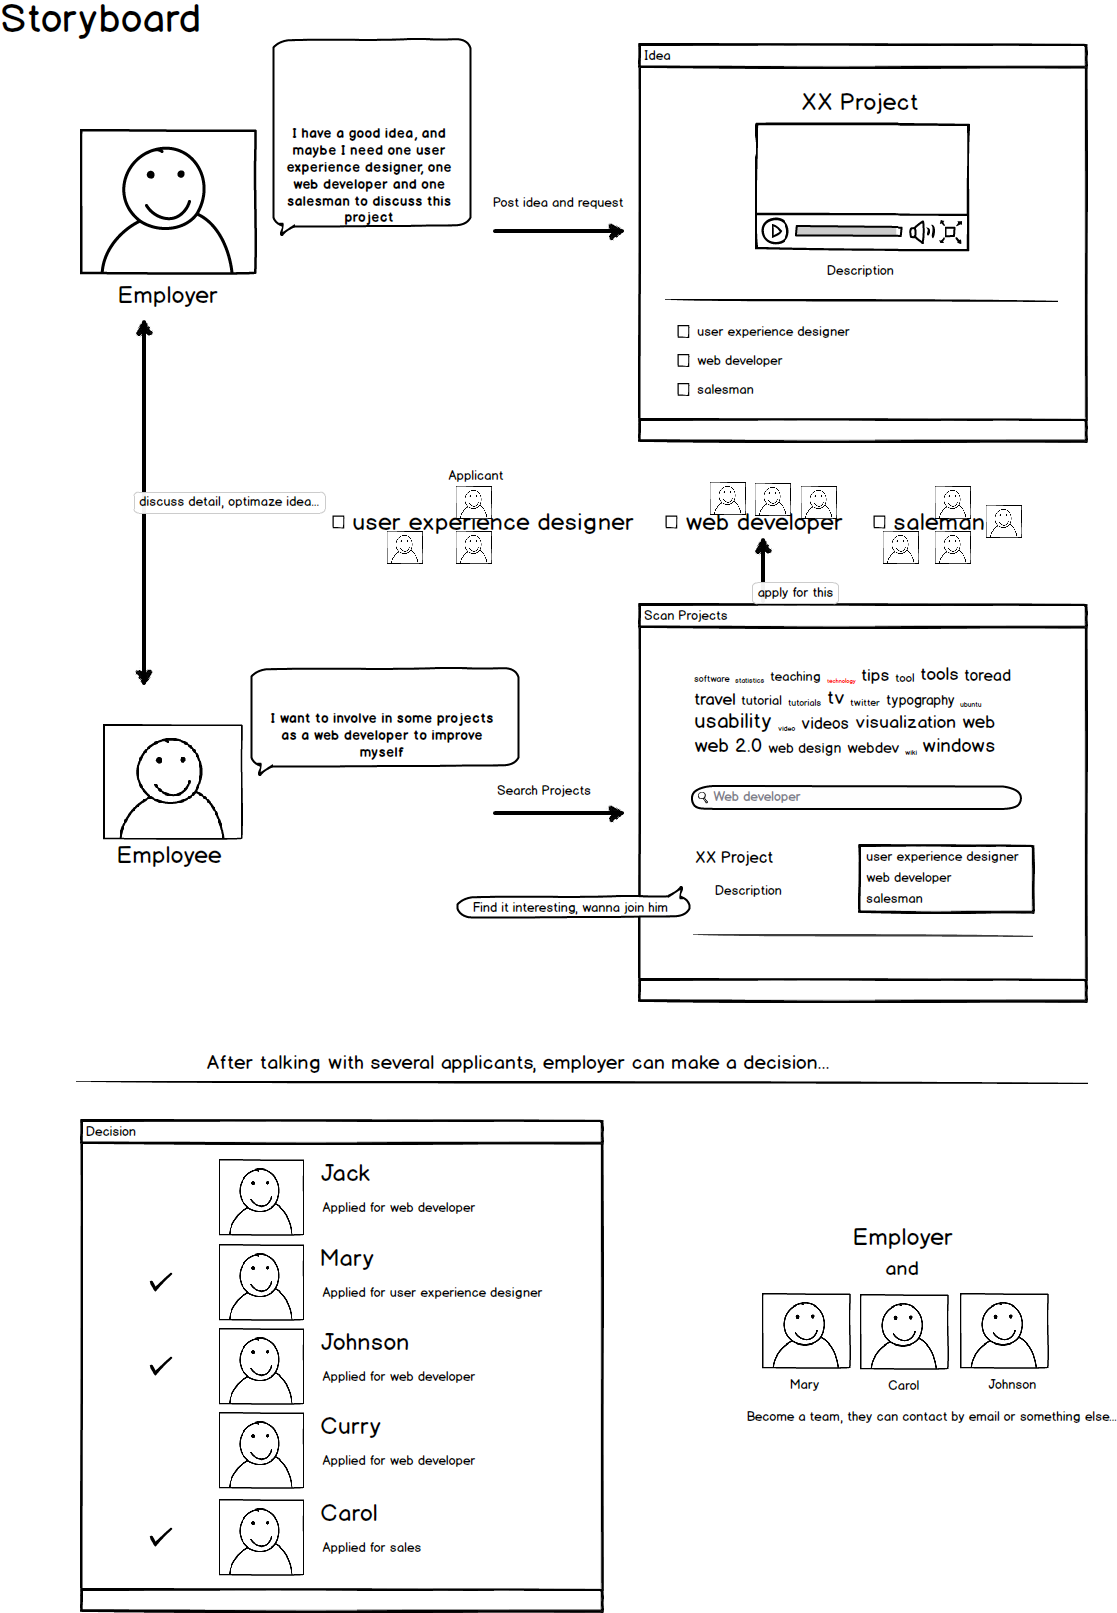 Storyboard
I have a good idea, and
maybe I need one user
experience designer, one
web developer and one
salesman to discuss this
project
Employer
Post idea and request
Idea
XX Project
Description
user experience designer
web developer
salesman
discuss detail, optimaze idea...
Applicant
user experience designer
web developer
saleman
apply for this
I want to involve in some projects
as a web developer to improve
myself
Employee
Search Projects
Scan Projects
software statistics teaching technology tips tool tools toread
travel tutorial tutorials tv twitter typography ubuntu
usability video videos visualization web
web 2.0 web design webdev wiki windows
Web developer
XX Project
Description
user experience designer
web developer
salesman
Find it interesting, wanna join him
After talking with several applicants, employer can make a decision...
Decision
Jack
Applied for web developer
Mary
Applied for user experience designer
Johnson
Applied for web developer
Curry
Applied for web developer
Carol
Applied for sales
Employer
and
Mary
Carol
Johnson
Become a team, they can contact by email or something else...